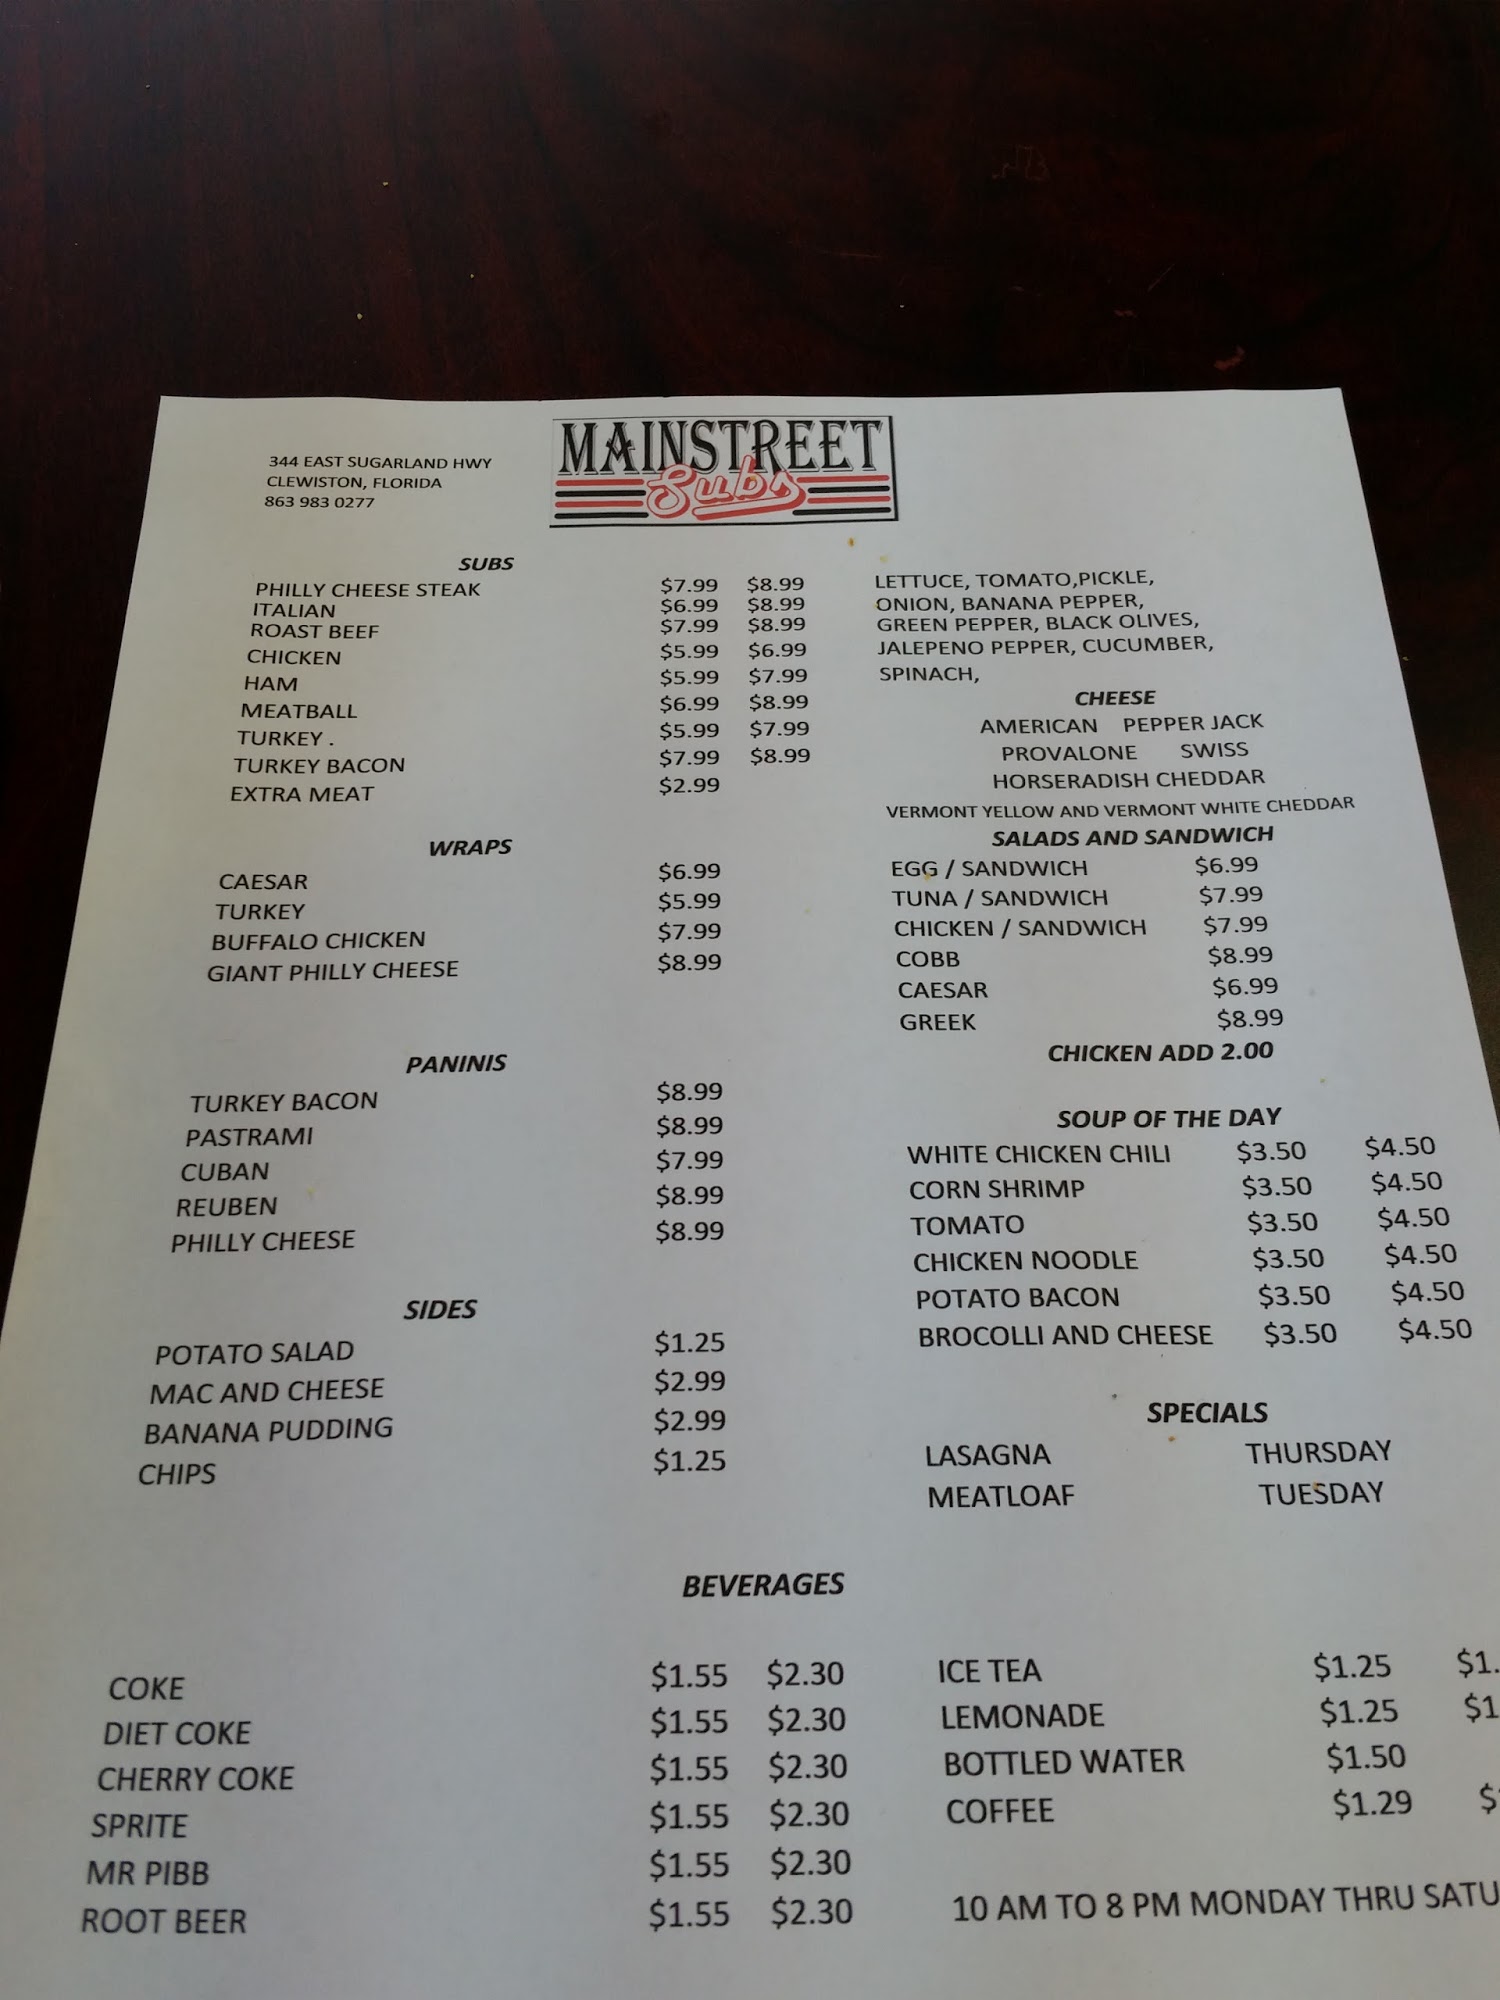 344 EAST SUGARLAND HWY
CLEWISTON, FLORIDA
863 983 0277
MAINSTREET
Subs
SUBS
PHILLY CHEESE STEAK $7.99 $8.99
ITALIAN $6.99 $8.99
ROAST BEEF $7.99 $8.99
CHICKEN $5.99 $6.99
HAM $5.99 $7.99
MEATBALL $6.99 $8.99
TURKEY . $5.99 $7.99
TURKEY BACON $7.99 $8.99
EXTRA MEAT $2.99
WRAPS
CAESAR $6.99
TURKEY $5.99
BUFFALO CHICKEN $7.99
GIANT PHILLY CHEESE $8.99
PANINIS
TURKEY BACON $8.99
PASTRAMI $8.99
CUBAN $7.99
REUBEN $8.99
PHILLY CHEESE $8.99
SIDES
POTATO SALAD $1.25
MAC AND CHEESE $2.99
BANANA PUDDING $2.99
CHIPS $1.25
LETTUCE, TOMATO,PICKLE,
ONION, BANANA PEPPER,
GREEN PEPPER, BLACK OLIVES,
JALEPENO PEPPER, CUCUMBER,
SPINACH,
CHEESE
AMERICAN PEPPER JACK
PROVALONE SWISS
HORSERADISH CHEDDAR
VERMONT YELLOW AND VERMONT WHITE CHEDDAR
SALADS AND SANDWICH
EGG / SANDWICH $6.99
TUNA / SANDWICH $7.99
CHICKEN / SANDWICH $7.99
COBB $8.99
CAESAR $6.99
GREEK $8.99
CHICKEN ADD 2.00
SOUP OF THE DAY
WHITE CHICKEN CHILI $3.50 $4.50
CORN SHRIMP $3.50 $4.50
TOMATO $3.50 $4.50
CHICKEN NOODLE $3.50 $4.50
POTATO BACON $3.50 $4.50
BROCOLLI AND CHEESE $3.50 $4.50
SPECIALS
LASAGNA THURSDAY
MEATLOAF TUESDAY
BEVERAGES
COKE $1.55 $2.30
DIET COKE $1.55 $2.30
CHERRY COKE $1.55 $2.30
SPRITE $1.55 $2.30
MR PIBB $1.55 $2.30
ROOT BEER $1.55 $2.30
ICE TEA $1.25 $1.
LEMONADE $1.25 $1
BOTTLED WATER $1.50
COFFEE $1.29 $
10 AM TO 8 PM MONDAY THRU SATU